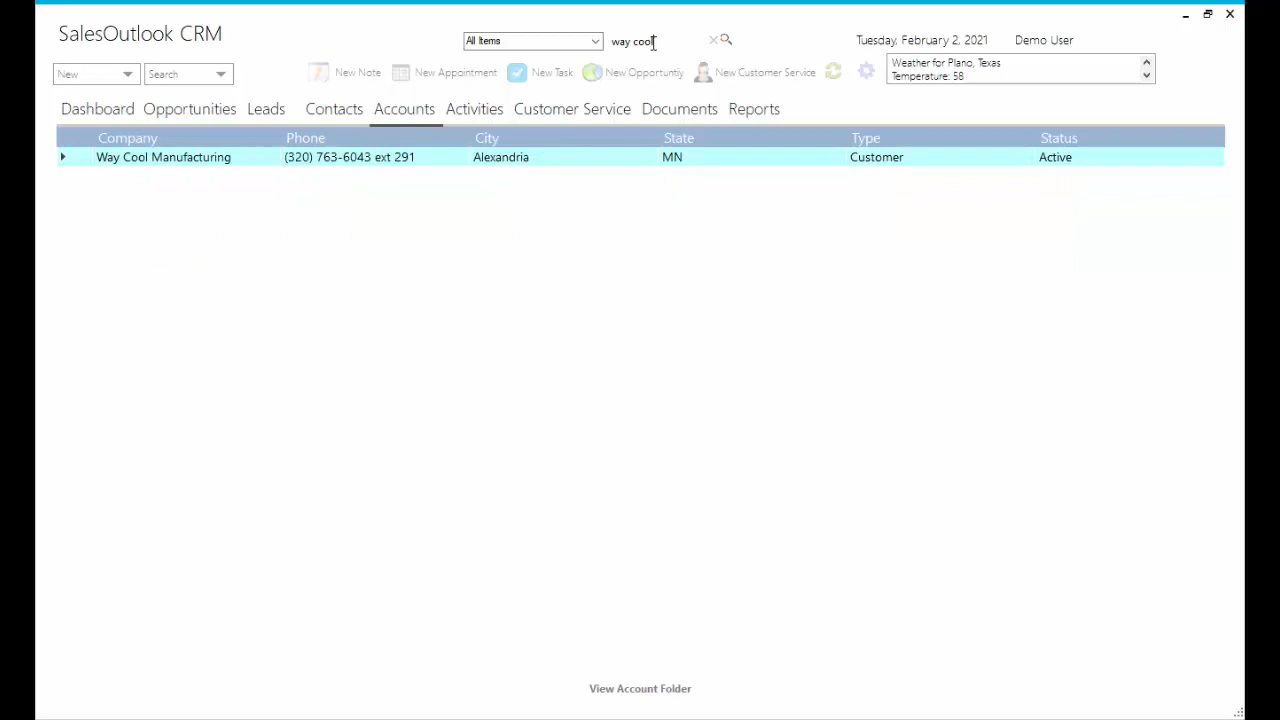 SalesOutlook CRM
All Items
way cool
Tuesday, February 2, 2021
Demo User
New
Search
New Note
New Appointment
New Task
New Opportuntiy
New Customer Service
Weather for Plano, Texas
Temperature: 58
Dashboard Opportunities Leads Contacts Accounts Activities Customer Service Documents Reports
Company Phone City State Type Status
Way Cool Manufacturing (320) 763-6043 ext 291 Alexandria MN Customer Active
View Account Folder